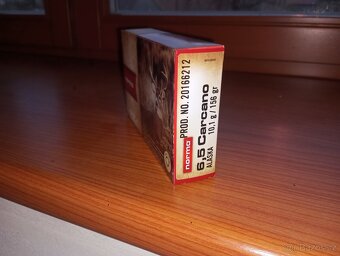 PROD. NO. 20166212
norma
6,5 Carcano
10,1 g / 156 gr
ALASKA